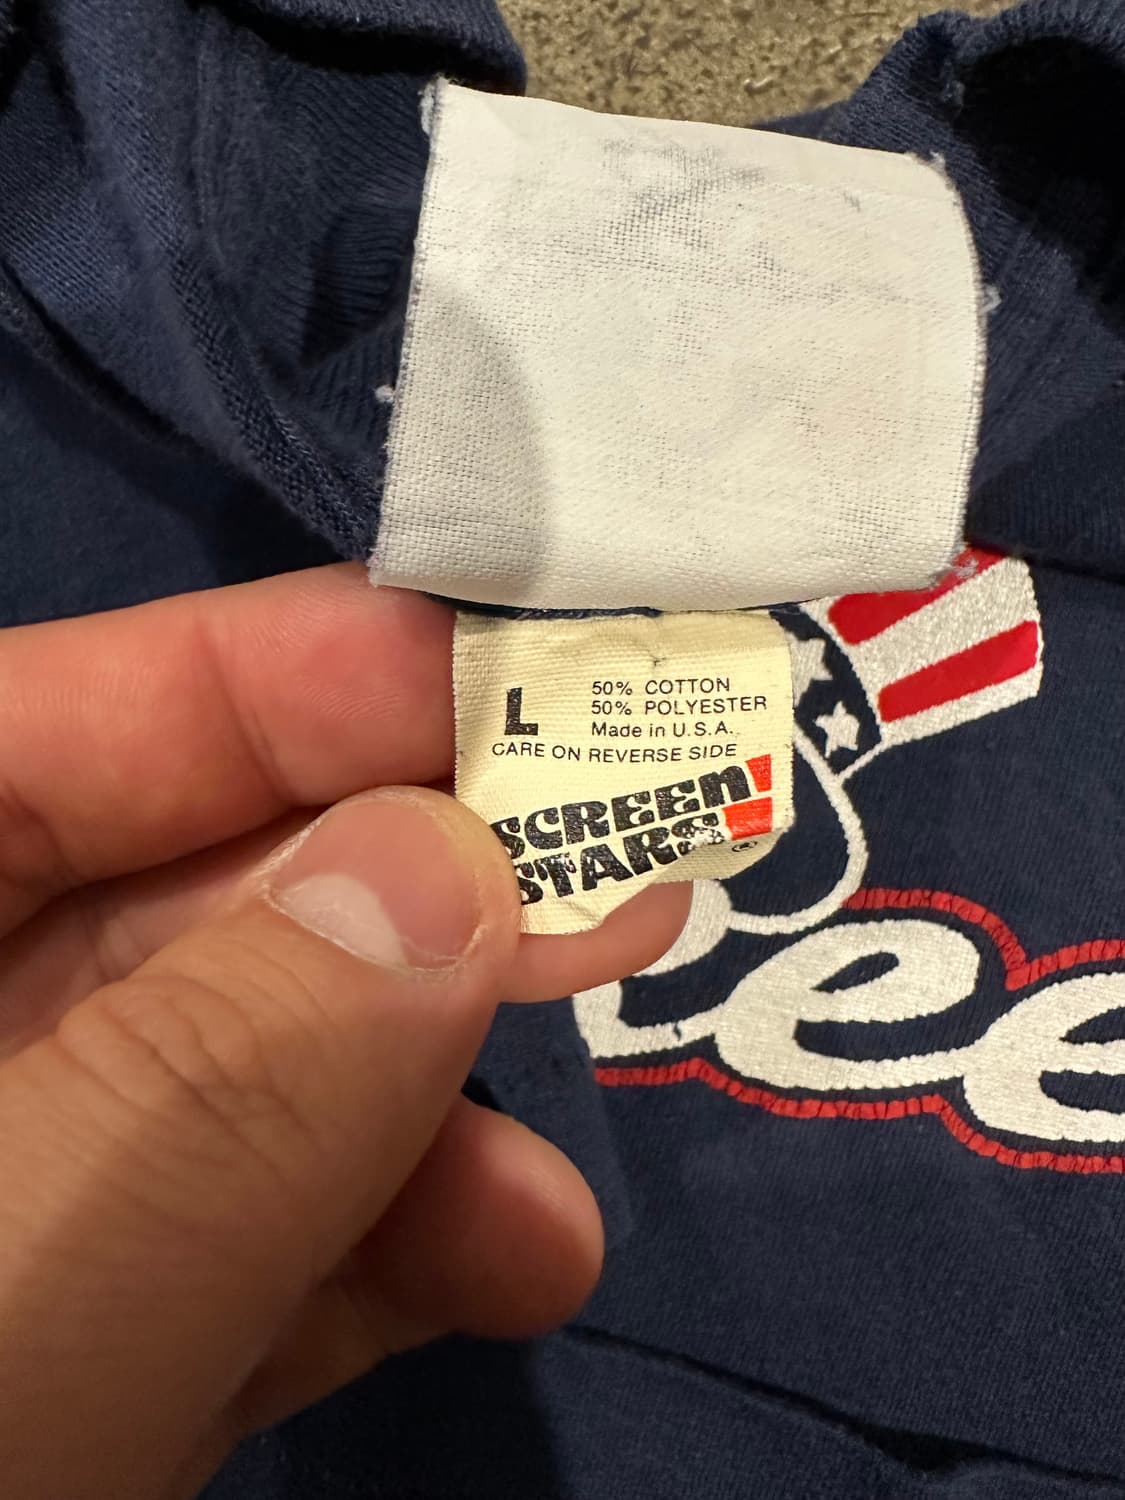 L
50% COTTON
50% POLYESTER
Made in U.S.A.
CARE ON REVERSE SIDE
SCREEN
STARS
®